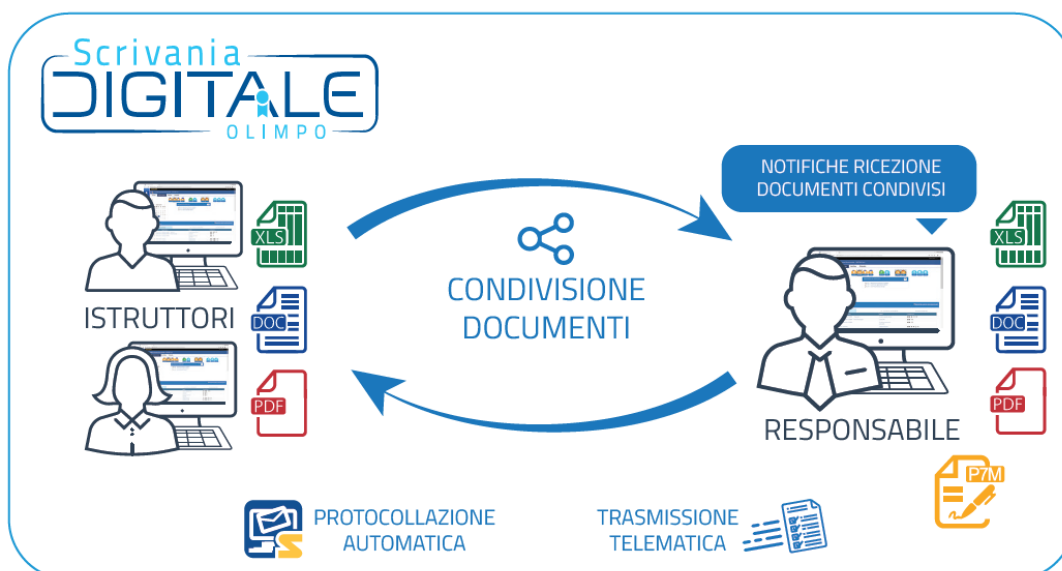 Scrivania
DIGITALE
OLIMPO
NOTIFICHE RICEZIONE
DOCUMENTI CONDIVISI
XLS
DOC
PDF
ISTRUTTORI
CONDIVISIONE
DOCUMENTI
XLS
DOC
PDF
RESPONSABILE
P7M
PROTOCOLLAZIONE
AUTOMATICA
TRASMISSIONE
TELEMATICA